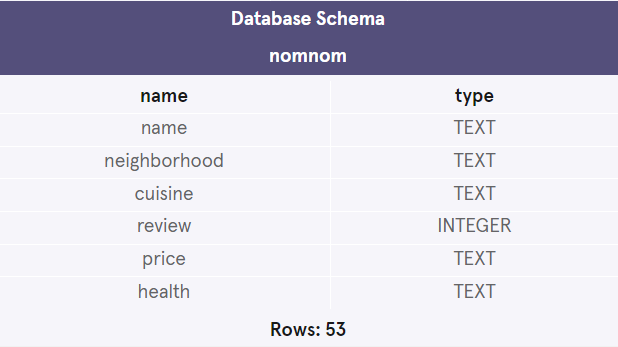 Database Schema
nomnom
name type
name TEXT
neighborhood TEXT
cuisine TEXT
review INTEGER
price TEXT
health TEXT
Rows: 53